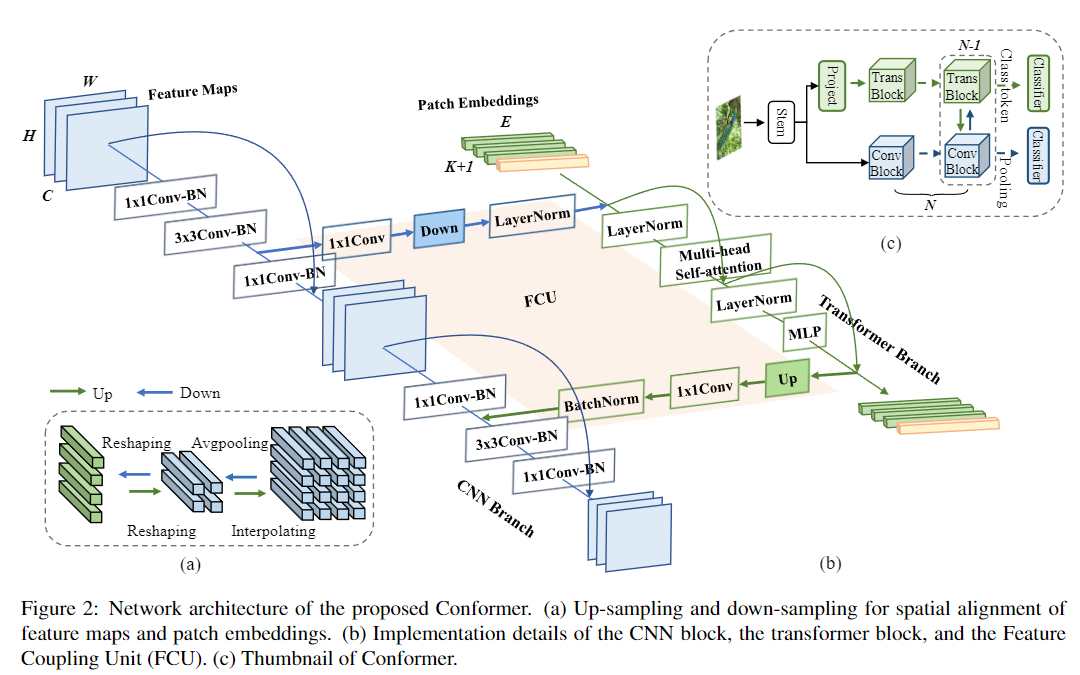 W
Feature Maps
H
C
1x1Conv-BN
3x3Conv-BN
1x1Conv-BN
1x1Conv
Down
LayerNorm
Patch Embeddings
E
K+1
LayerNorm
Multi-head
Self-attention
LayerNorm
MLP
Transformer Branch
FCU
Up
1x1Conv
BatchNorm
1x1Conv-BN
3x3Conv-BN
1x1Conv-BN
CNN Branch
Up
Down
Reshaping
Avgpooling
Reshaping
Interpolating
(a)
(b)
N-1
Stem
Project
Trans
Block
Trans
Block
Class token
Classifier
Conv
Block
Conv
Block
Pooling
Classifier
N
(c)
Figure 2: Network architecture of the proposed Conformer. (a) Up-sampling and down-sampling for spatial alignment of
feature maps and patch embeddings. (b) Implementation details of the CNN block, the transformer block, and the Feature
Coupling Unit (FCU). (c) Thumbnail of Conformer.